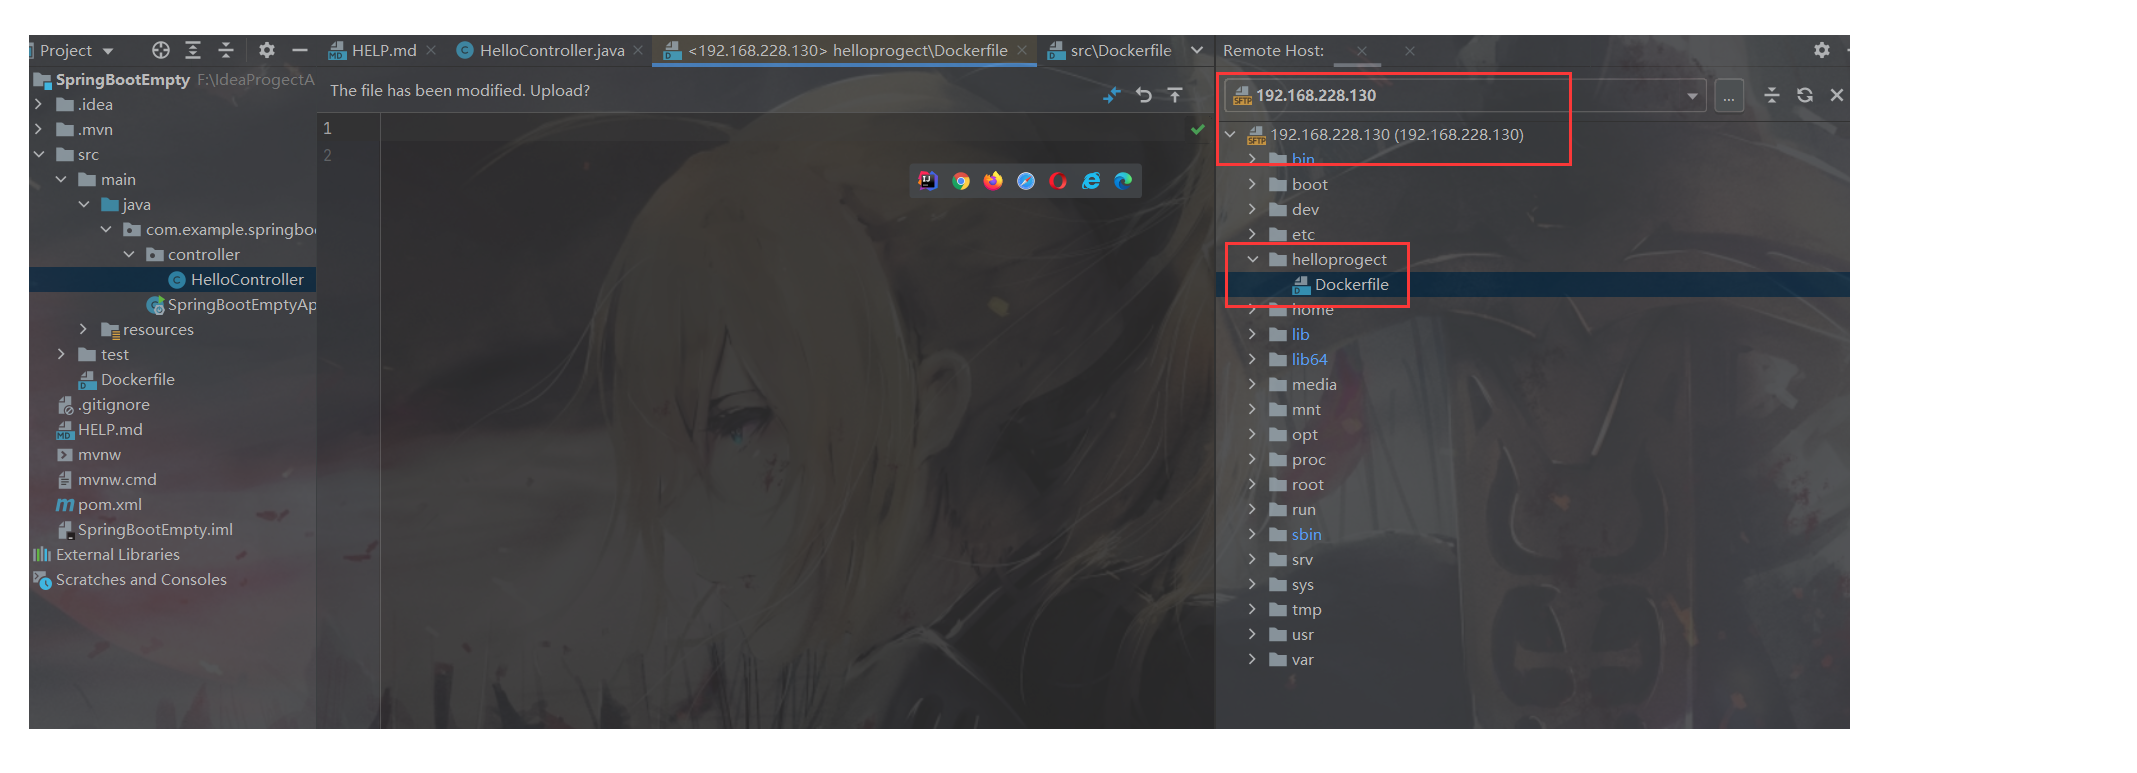 Project
SpringBootEmpty F:\IdeaProgectA
.idea
.mvn
src
main
java
com.example.springboo
controller
HelloController
SpringBootEmptyAp
resources
test
Dockerfile
.gitignore
HELP.md
mvnw
mvnw.cmd
pom.xml
SpringBootEmpty.iml
External Libraries
Scratches and Consoles
HELP.md
HelloController.java
<192.168.228.130> helloprogect\Dockerfile
src\Dockerfile
The file has been modified. Upload?
1
2
Remote Host:
192.168.228.130
...
192.168.228.130 (192.168.228.130)
bin
boot
dev
etc
helloprogect
Dockerfile
home
lib
lib64
media
mnt
opt
proc
root
run
sbin
srv
sys
tmp
usr
var